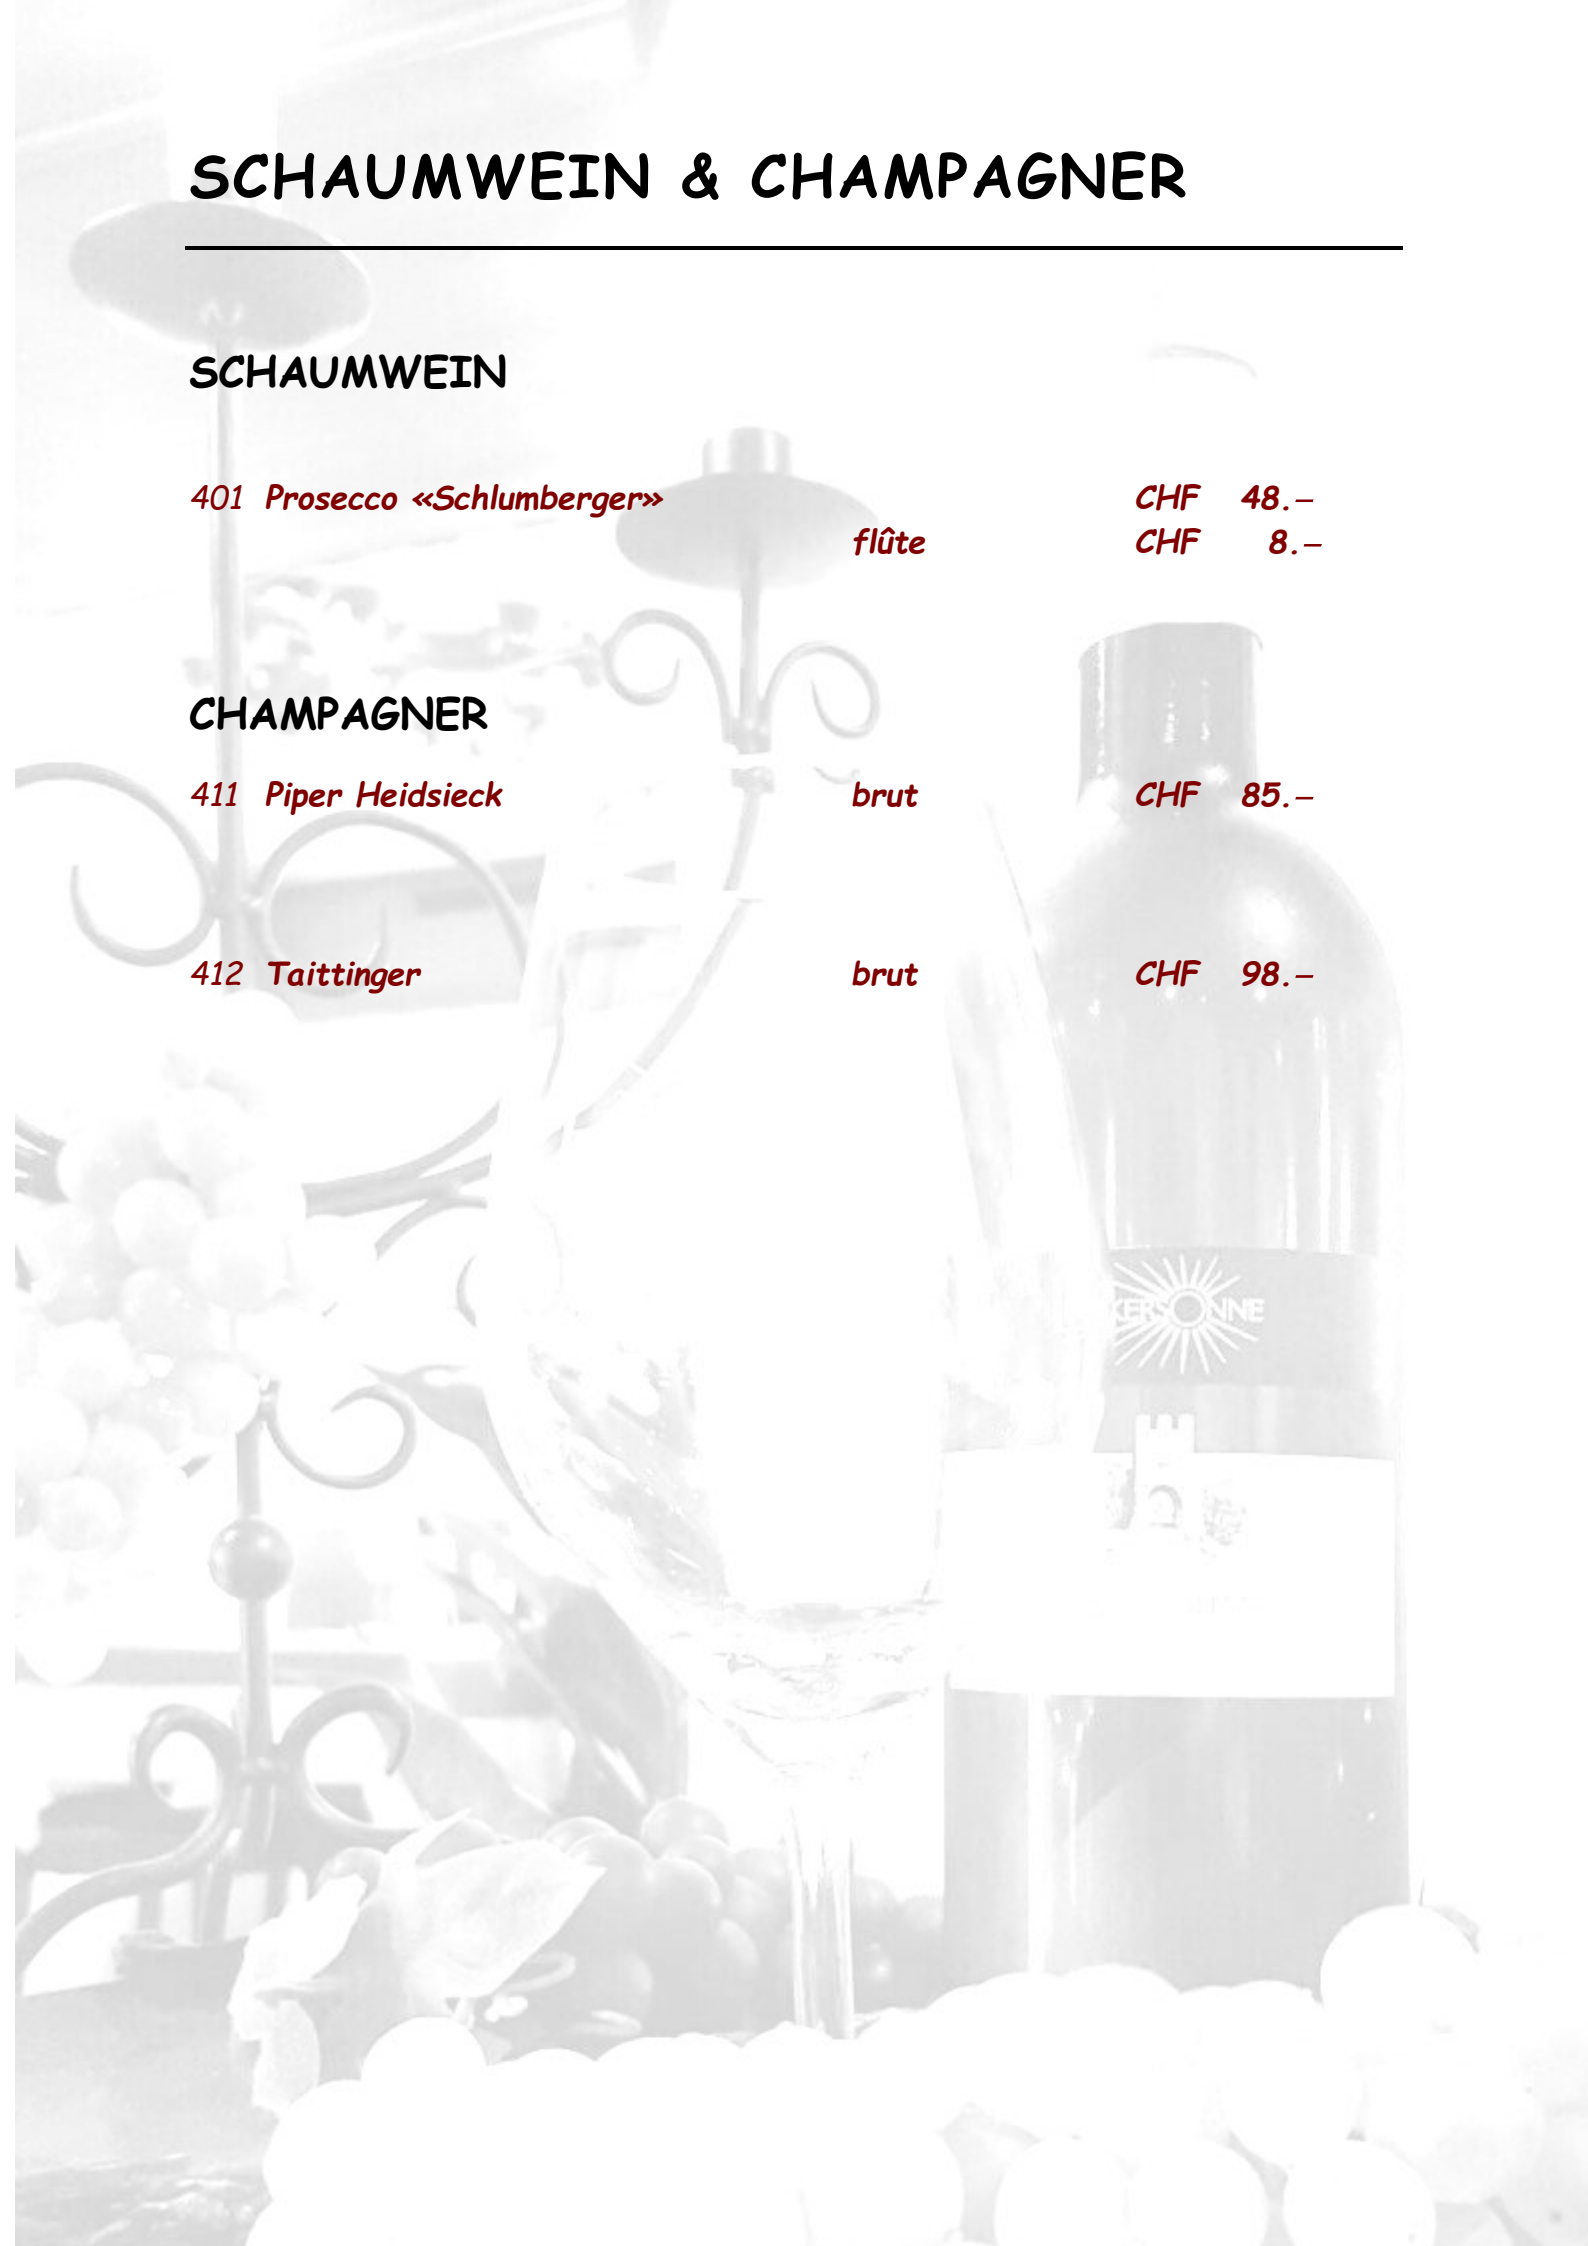 SCHAUMWEIN & CHAMPAGNER
SCHAUMWEIN
401 Prosecco «Schlumberger» CHF 48.–
flûte CHF 8.–
CHAMPAGNER
411 Piper Heidsieck brut CHF 85.–
412 Taittinger brut CHF 98.–
KERSONNE